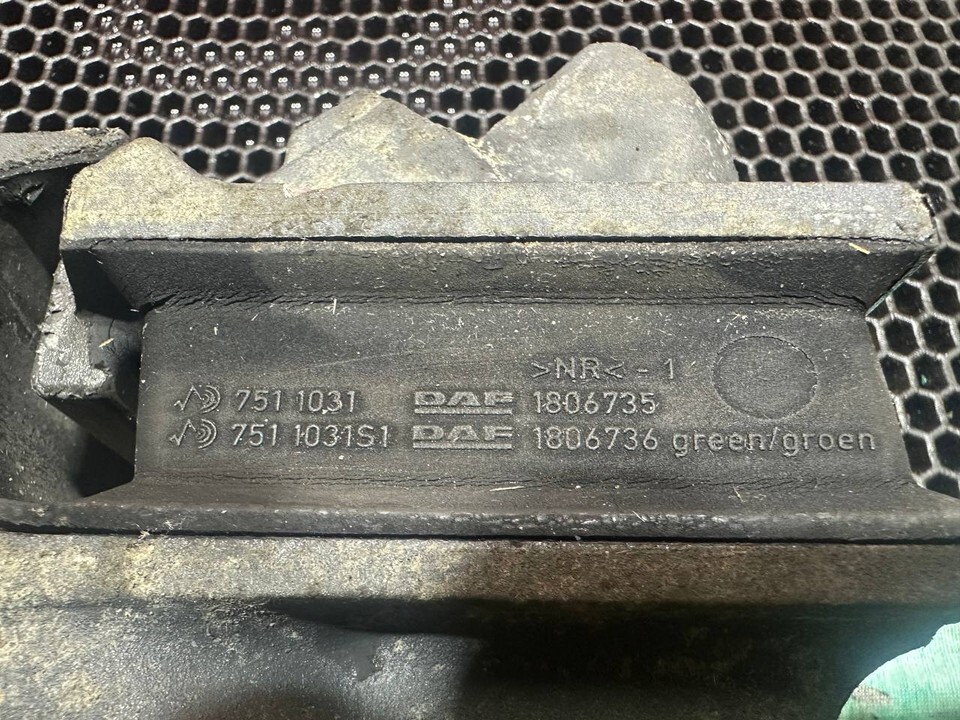 >NR< - 1
751 1031 DAF 1806735
751 1031S1 DAF 1806736 green/groen